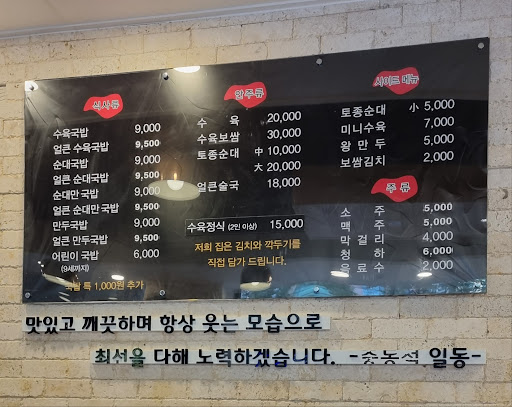 식사류
수육국밥 9,000
얼큰 수육국밥 9,500
순대국밥 9,000
얼큰 순대국밥 9,500
순대만 국밥 9,000
얼큰 순대만 국밥 9,500
만두국밥 9,000
얼큰 만두국밥 9,500
어린이 국밥 6,000
(9세까지)
국밥 특 1,000원 추가
안주류
수육 20,000
수육보쌈 30,000
토종순대 中 10,000
大 20,000
얼큰술국 18,000
수육정식 (2인 이상) 15,000
저희 집은 김치와 깍두기를
직접 담가 드립니다.
사이드 메뉴
토종순대 小 5,000
미니수육 7,000
왕만두 5,000
보쌈김치 2,000
주류
소주 5,000
맥주 5,000
막걸리 4,000
청하 6,000
음료수 2,000
맛있고 깨끗하며 항상 웃는 모습으로
최선을 다해 노력하겠습니다. -숯동석 일동-